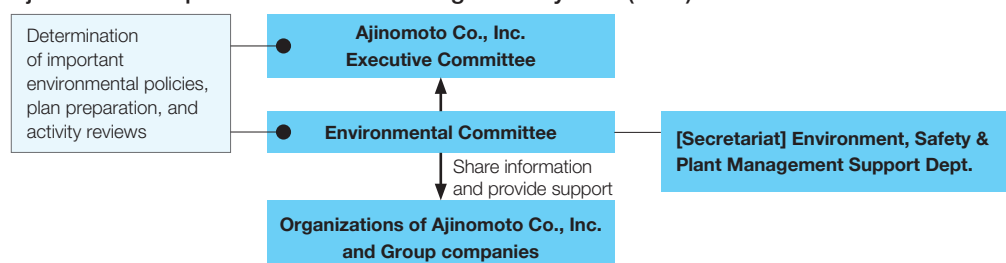 Determination
of important
environmental policies,
plan preparation, and
activity reviews
Ajinomoto Co., Inc.
Executive Committee
Environmental Committee
[Secretariat] Environment, Safety &
Plant Management Support Dept.
Share information
and provide support
Organizations of Ajinomoto Co., Inc.
and Group companies